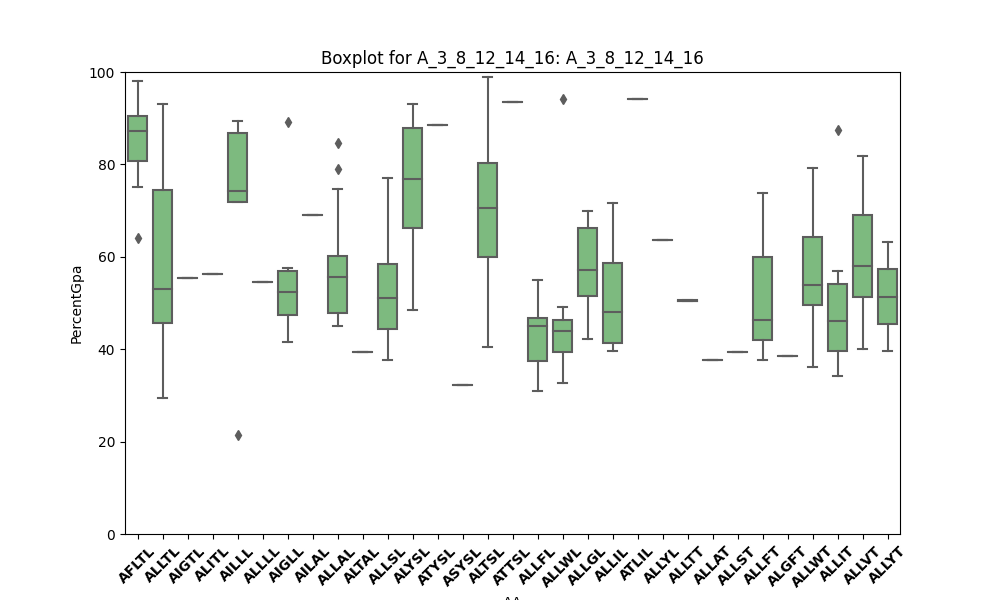 Boxplot for A_3_8_12_14_16: A_3_8_12_14_16
100
80
60
40
20
0
PercentGpa
AFLTL
ALLTL
AIGTL
ALITL
AILLL
ALLLL
AIGLL
AILAL
ALLAL
ALTAL
ALLSL
ALYSL
ATYSL
ASYSL
ALTSL
ATTSL
ALLFL
ALLWL
ALLGL
ALLIL
ATLIL
ALLYL
ALLTT
ALLAT
ALLST
ALLFT
ALGFT
ALLWT
ALLIT
ALLVT
ALLYT